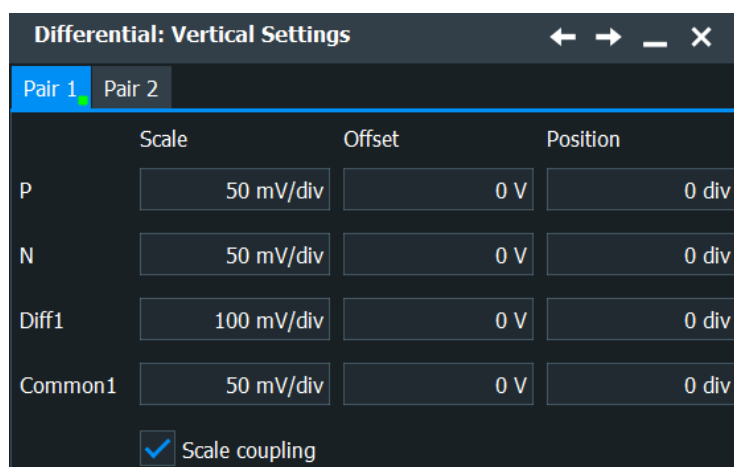 Differential: Vertical Settings
Pair 1 Pair 2
Scale Offset Position
P 50 mV/div 0 V 0 div
N 50 mV/div 0 V 0 div
Diff1 100 mV/div 0 V 0 div
Common1 50 mV/div 0 V 0 div
Scale coupling